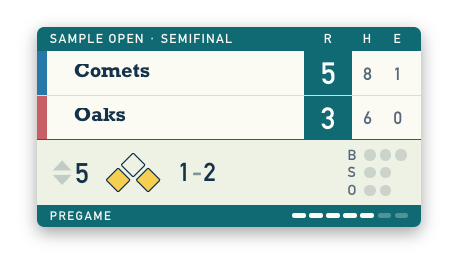 SAMPLE OPEN · SEMIFINAL R H E
Comets 5 8 1
Oaks 3 6 0
5 1-2
B
S
O
PREGAME